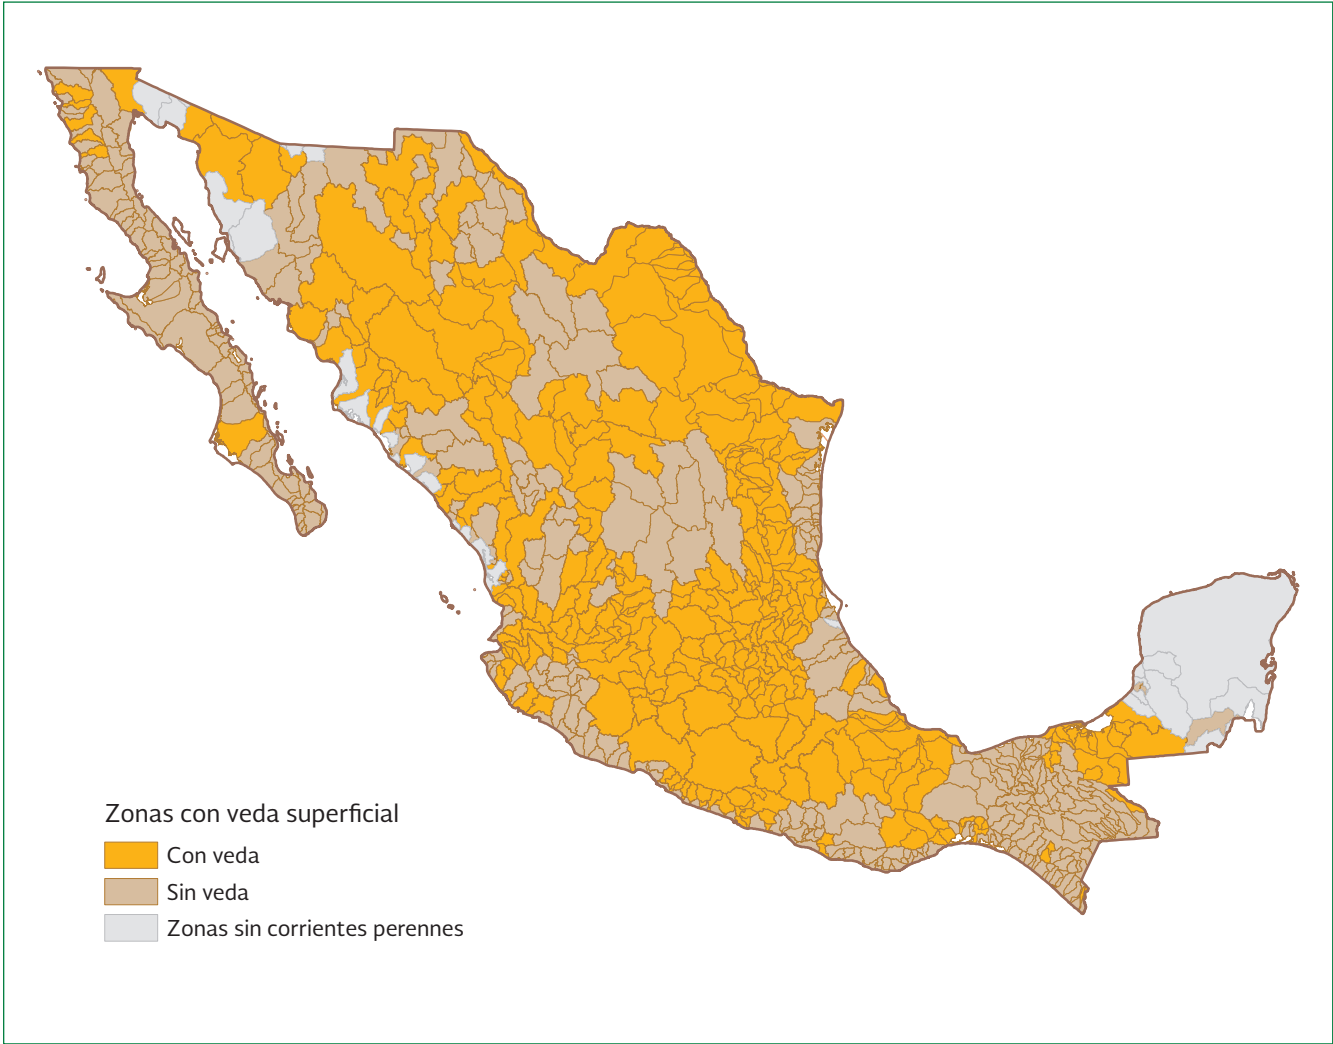 Zonas con veda superficial
Con veda
Sin veda
Zonas sin corrientes perennes